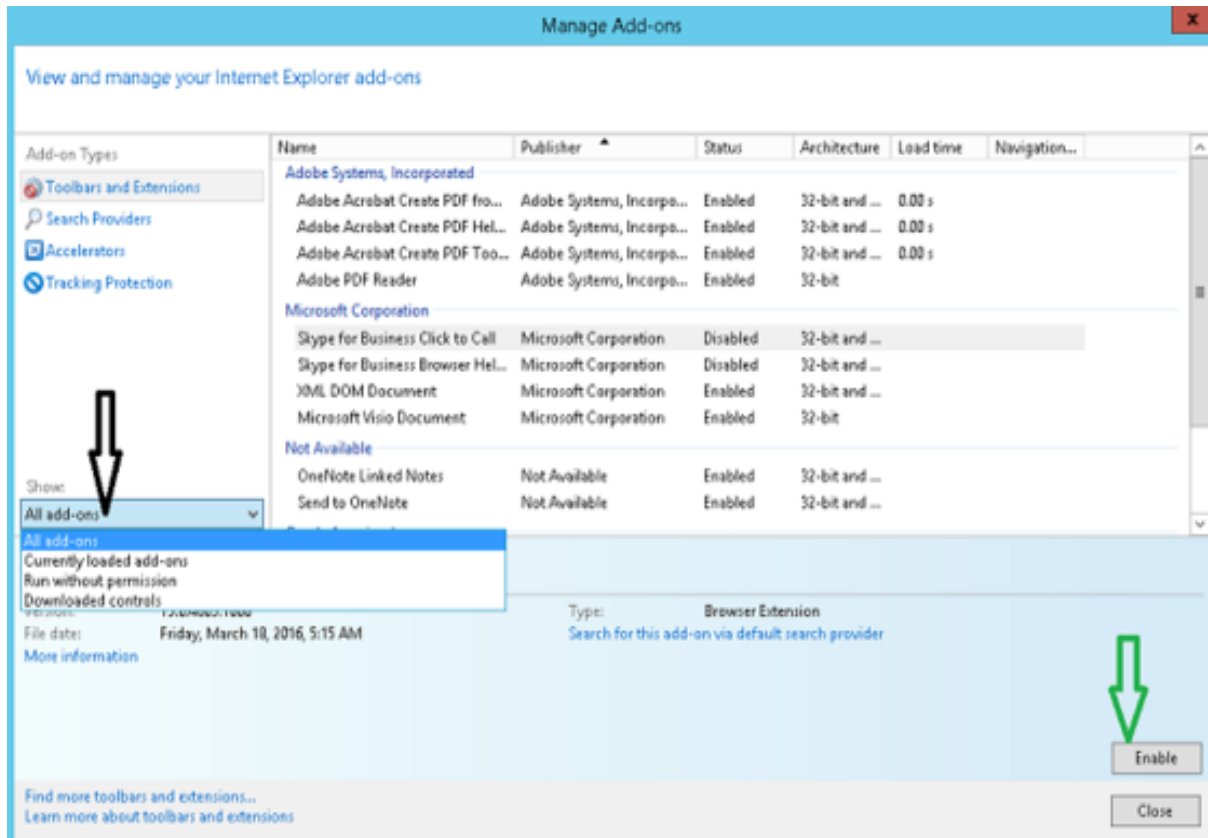 Manage Add-ons
x
View and manage your Internet Explorer add-ons
Add-on Types
Toolbars and Extensions
Search Providers
Accelerators
Tracking Protection
Show:
All add-ons
All add-ons
Currently loaded add-ons
Run without permission
Downloaded controls
Name Publisher Status Architecture Load time Navigation...
Adobe Systems, Incorporated
Adobe Acrobat Create PDF fro... Adobe Systems, Incorpo... Enabled 32-bit and ... 0.00 s
Adobe Acrobat Create PDF Hel... Adobe Systems, Incorpo... Enabled 32-bit and ... 0.00 s
Adobe Acrobat Create PDF Too... Adobe Systems, Incorpo... Enabled 32-bit and ... 0.00 s
Adobe PDF Reader Adobe Systems, Incorpo... Enabled 32-bit
Microsoft Corporation
Skype for Business Click to Call Microsoft Corporation Disabled 32-bit and ...
Skype for Business Browser Hel... Microsoft Corporation Disabled 32-bit and ...
XML DOM Document Microsoft Corporation Enabled 32-bit and ...
Microsoft Visio Document Microsoft Corporation Enabled 32-bit
Not Available
OneNote Linked Notes Not Available Enabled 32-bit and ...
Send to OneNote Not Available Enabled 32-bit and ...
Type: Browser Extension
File date: Friday, March 18, 2016, 5:15 AM Search for this add-on via default search provider
More information
Enable
Find more toolbars and extensions...
Learn more about toolbars and extensions
Close